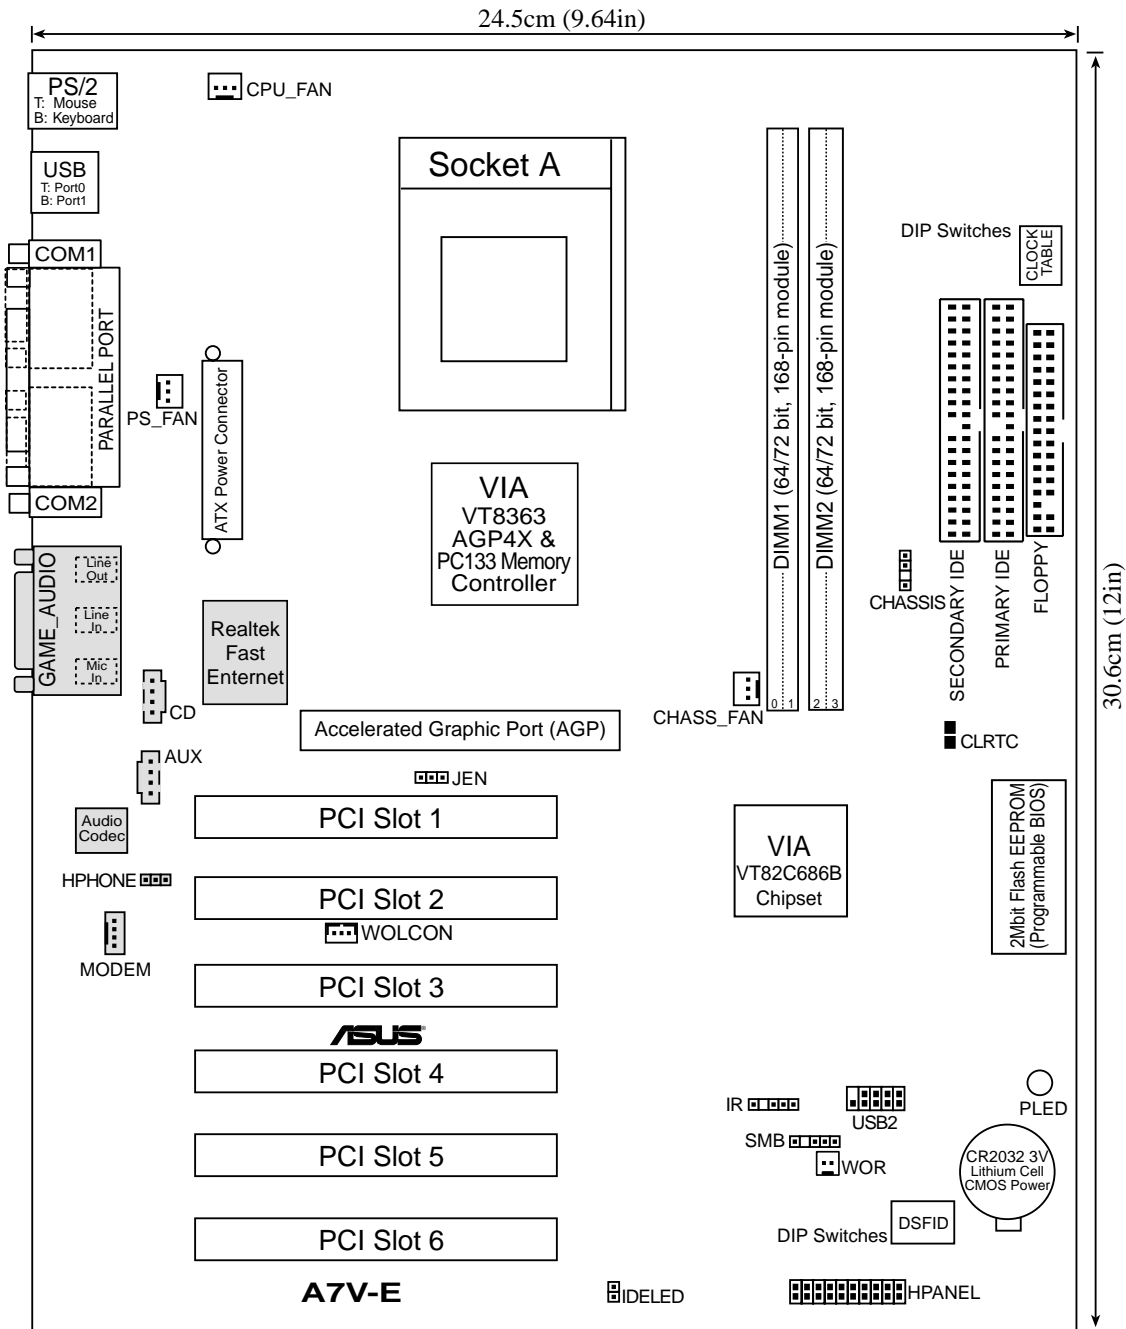 24.5cm (9.64in)
PS/2
T: Mouse
B: Keyboard
CPU_FAN
USB
T: Port0
B: Port1
Socket A
DIP Switches
CLOCK
TABLE
COM1
PARALLEL PORT
COM2
PS_FAN
ATX Power Connector
VIA
VT8363
AGP4X &
PC133 Memory
Controller
DIMM1 (64/72 bit, 168-pin module)
0 1
DIMM2 (64/72 bit, 168-pin module)
2 3
SECONDARY IDE
PRIMARY IDE
FLOPPY
CHASSIS
30.6cm (12in)
GAME_AUDIO
Line
Out
Line
In
Mic
In
Realtek
Fast
Enternet
CD
CHASS_FAN
Accelerated Graphic Port (AGP)
CLRTC
AUX
JEN
Audio
Codec
PCI Slot 1
VIA
VT82C686B
Chipset
2Mbit Flash EEPROM
(Programmable BIOS)
HPHONE
PCI Slot 2
WOLCON
MODEM
PCI Slot 3
ASUS
PCI Slot 4
IR
USB2
PLED
SMB
WOR
PCI Slot 5
CR2032 3V
Lithium Cell
CMOS Power
DIP Switches
DSFID
PCI Slot 6
A7V-E
IDELED
HPANEL